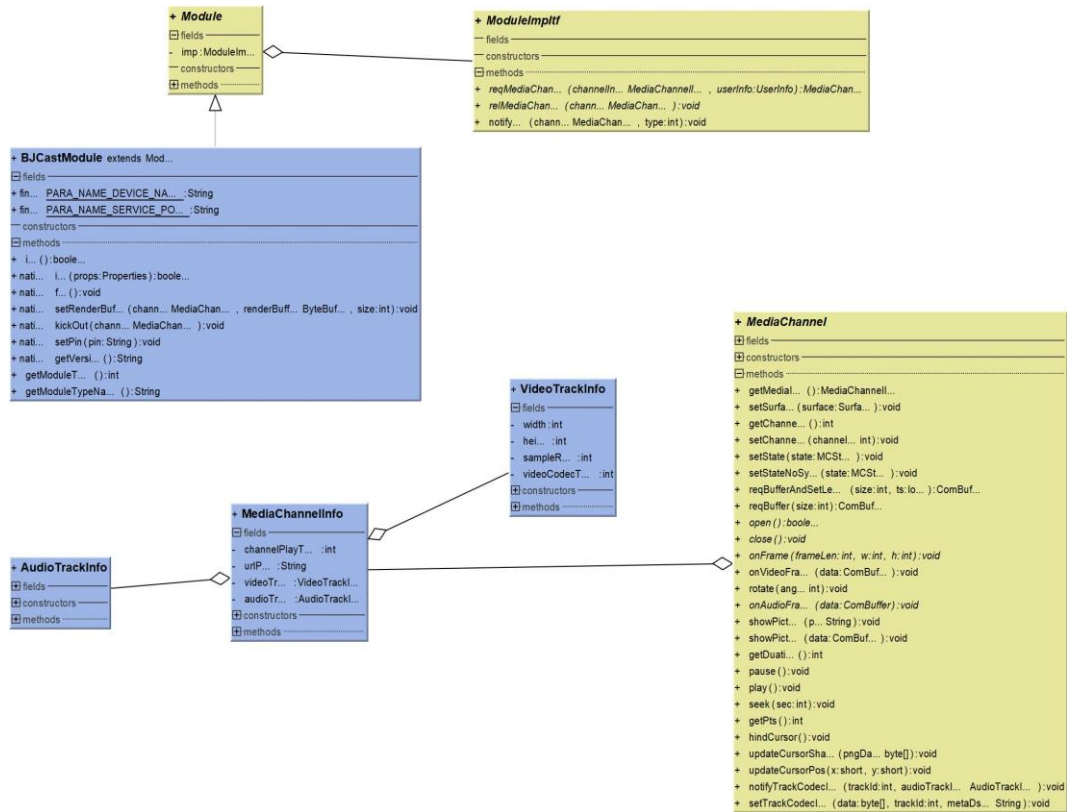 + Module
fields
- imp :ModuleIm...
constructors
methods
+ ModuleImpItf
fields
constructors
methods
+ reqMediaChan... (channelIn... MediaChannelI... , userInfo:UserInfo):MediaChan...
+ relMediaChan... (chann... MediaChan... ):void
+ notify... (chann... MediaChan... , type:int):void
+ BJCastModule extends Mod...
fields
+ fin... PARA_NAME_DEVICE_NA... :String
+ fin... PARA_NAME_SERVICE_PO... :String
constructors
methods
+ i... ():boole...
+ nati... i... (props:Properties):boole...
+ nati... f... ():void
+ nati... setRenderBuf... (chann... MediaChan... , renderBuff... ByteBuf... , size:int):void
+ nati... kickOut(chann... MediaChan... ):void
+ nati... setPin(pin:String):void
+ nati... getVersi... ():String
+ getModuleT... ():int
+ getModuleTypeNa... ():String
+ VideoTrackInfo
fields
- width:int
- hei... :int
- sampleR... :int
- videoCodecT... :int
constructors
methods
+ MediaChannelInfo
fields
- channelPlayT... :int
- urlP... :String
- videoTr... :VideoTrackI...
- audioTr... :AudioTrackI...
constructors
methods
+ AudioTrackInfo
fields
constructors
methods
+ MediaChannel
fields
constructors
methods
+ getMediaI... ():MediaChannelI...
+ setSurfa... (surface:Surfa... ):void
+ getChanne... ():int
+ setChanne... (channel... int):void
+ setState(state:MCSt... ):void
+ setStateNoSy... (state:MCSt... ):void
+ reqBufferAndSetLe... (size:int, ts:lo... ):ComBuf...
+ reqBuffer(size:int):ComBuf...
+ open():boole...
+ close():void
+ onFrame(frameLen:int, w:int, h:int):void
+ onVideoFra... (data:ComBuf... ):void
+ rotate(ang... int):void
+ onAudioFra... (data:ComBuffer):void
+ showPict... (p... String):void
+ showPict... (data:ComBuf... ):void
+ getDuati... ():int
+ pause():void
+ play():void
+ seek(sec:int):void
+ getPts():int
+ hindCursor():void
+ updateCursorSha... (pngDa... byte[]):void
+ updateCursorPos(x:short, y:short):void
+ notifyTrackCodecI... (trackId:int, audioTrackI... AudioTrackI... ):void
+ setTrackCodecI... (data:byte[], trackId:int, metaDs... String):void